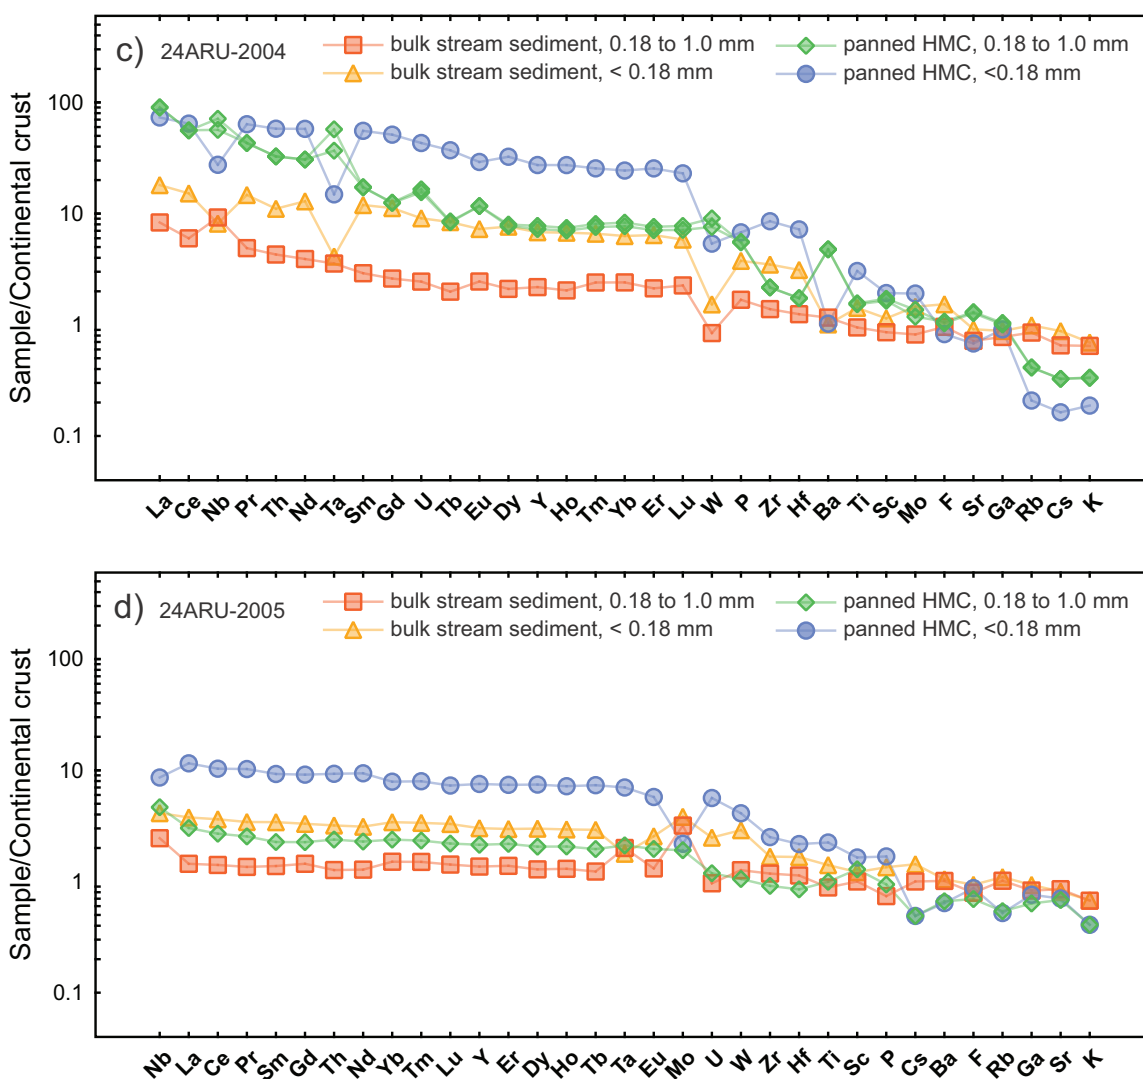 c) 24ARU-2004
bulk stream sediment, 0.18 to 1.0 mm
bulk stream sediment, < 0.18 mm
panned HMC, 0.18 to 1.0 mm
panned HMC, <0.18 mm
Sample/Continental crust
100
10
1
0.1
La Ce Nb Pr Th Nd Ta Sm Gd U Tb Eu Dy Y Ho Tm Yb Er Lu W P Zr Hf Ba Ti Sc Mo F Sr Ga Rb Cs K
d) 24ARU-2005
bulk stream sediment, 0.18 to 1.0 mm
bulk stream sediment, < 0.18 mm
panned HMC, 0.18 to 1.0 mm
panned HMC, <0.18 mm
Sample/Continental crust
100
10
1
0.1
Nb La Ce Pr Sm Gd Th Nd Yb Tm Lu Y Er Dy Ho Tb Ta Eu Mo U W Zr Hf Ti Sc P Cs Ba F Rb Ga Sr K